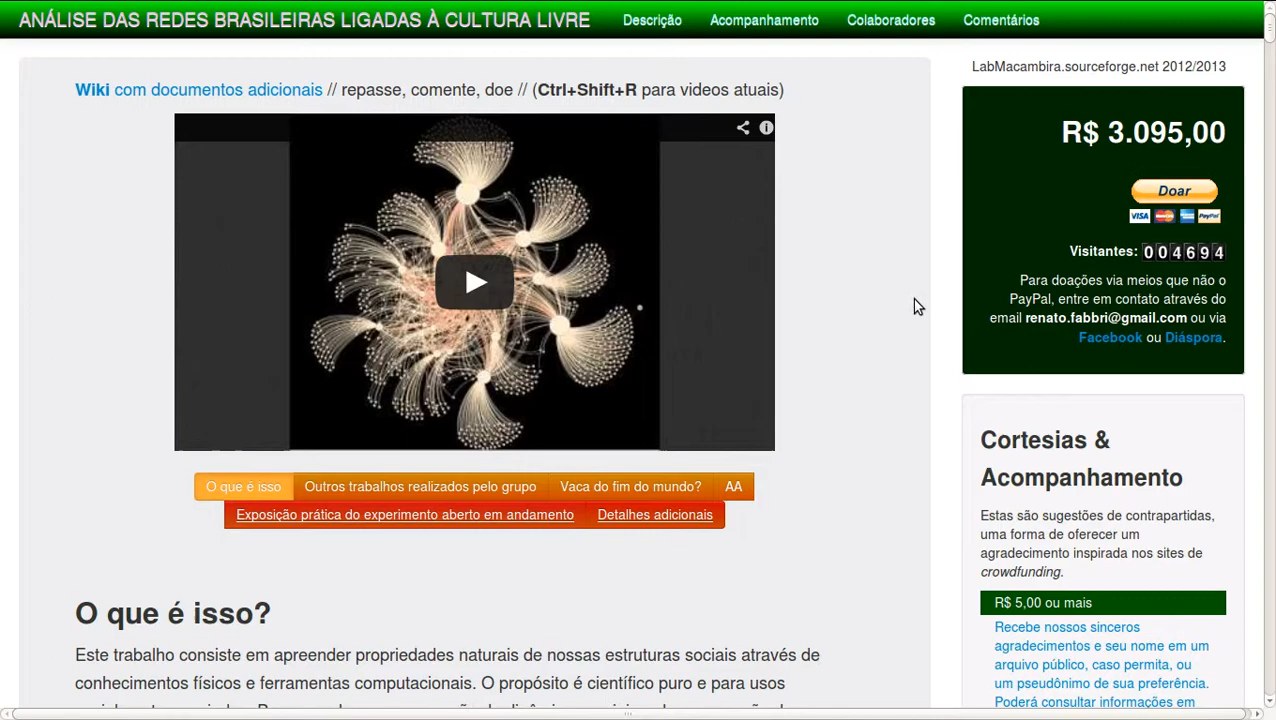 ANÁLISE DAS REDES BRASILEIRAS LIGADAS À CULTURA LIVRE Descrição Acompanhamento Colaboradores Comentários
Wiki com documentos adicionais // repasse, comente, doe // (Ctrl+Shift+R para videos atuais)
O que é isso Outros trabalhos realizados pelo grupo Vaca do fim do mundo? AA
Exposição prática do experimento aberto em andamento Detalhes adicionais
O que é isso?
Este trabalho consiste em apreender propriedades naturais de nossas estruturas sociais através de
conhecimentos físicos e ferramentas computacionais. O propósito é científico puro e para usos
LabMacambira.sourceforge.net 2012/2013
R$ 3.095,00
Doar
VISA PayPal
Visitantes: 004694
Para doações via meios que não o
PayPal, entre em contato através do
email renato.fabbri@gmail.com ou via
Facebook ou Diáspora.
Cortesias &
Acompanhamento
Estas são sugestões de contrapartidas,
uma forma de oferecer um
agradecimento inspirada nos sites de
crowdfunding.
R$ 5,00 ou mais
Recebe nossos sinceros
agradecimentos e seu nome em um
arquivo público, caso permita, ou
um pseudônimo de sua preferência.
Poderá consultar informações em